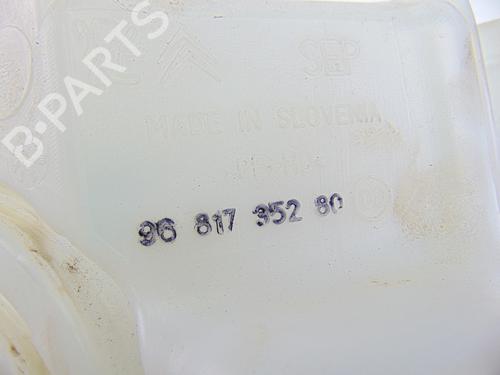 B-PARTS
SEP
MADE IN SLOVENIA
96 817 352 80